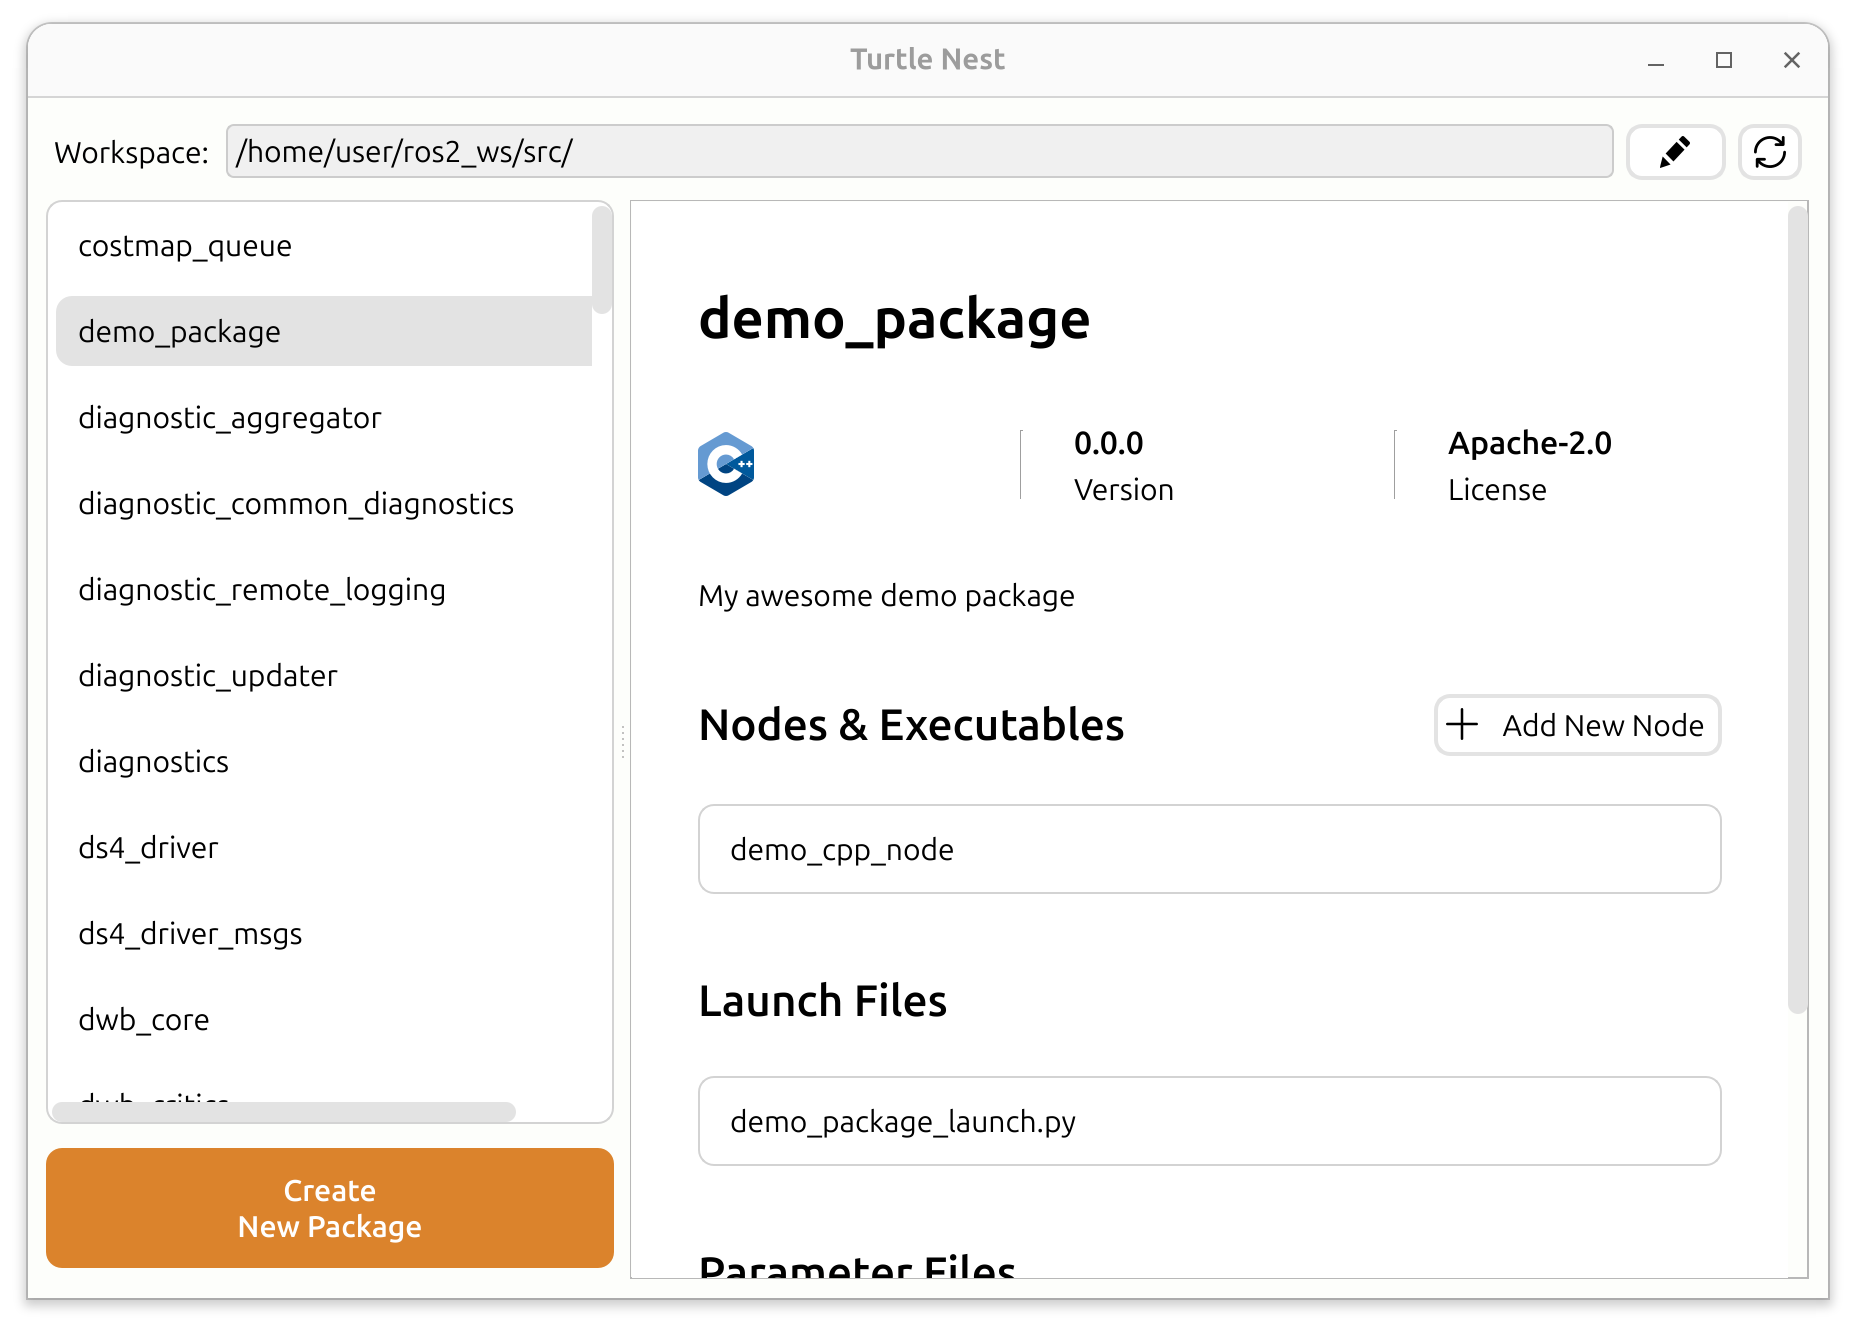 Turtle Nest
Workspace: /home/user/ros2_ws/src/
costmap_queue
demo_package
diagnostic_aggregator
diagnostic_common_diagnostics
diagnostic_remote_logging
diagnostic_updater
diagnostics
ds4_driver
ds4_driver_msgs
dwb_core
dwb_critics
Create
New Package
demo_package
C++
0.0.0
Version
Apache-2.0
License
My awesome demo package
Nodes & Executables
Add New Node
demo_cpp_node
Launch Files
demo_package_launch.py
Parameter Files